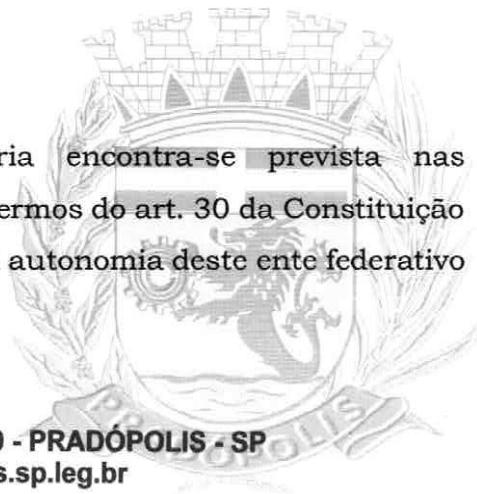 ria encontra-se prevista nas
ermos do art. 30 da Constituição
autonomia deste ente federativo
PRADÓPOLIS
- PRADÓPOLIS - SP
s.sp.leg.br